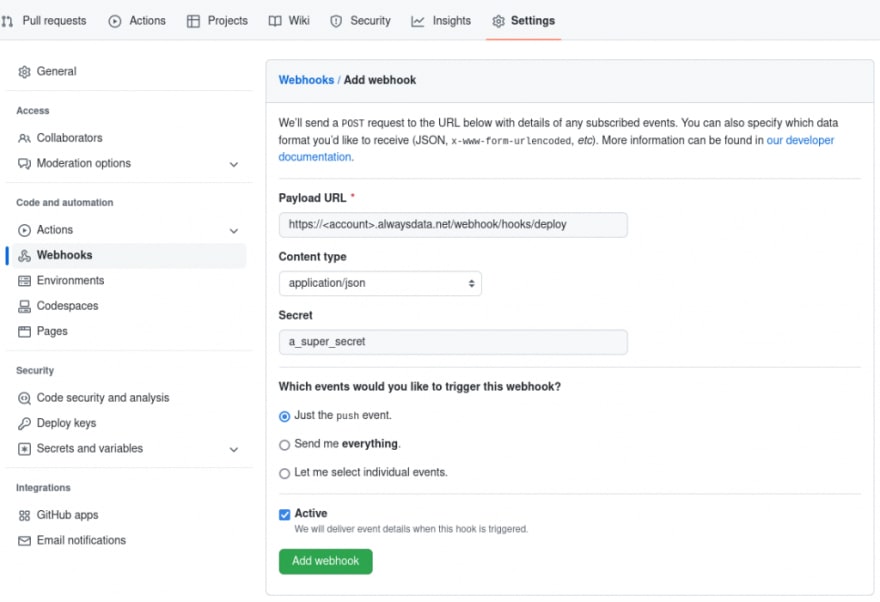 Pull requests Actions Projects Wiki Security Insights Settings
General
Access
Collaborators
Moderation options
Code and automation
Actions
Webhooks
Environments
Codespaces
Pages
Security
Code security and analysis
Deploy keys
Secrets and variables
Integrations
GitHub apps
Email notifications
Webhooks / Add webhook
We'll send a POST request to the URL below with details of any subscribed events. You can also specify which data
format you'd like to receive (JSON, x-www-form-urlencoded, etc). More information can be found in our developer
documentation.
Payload URL *
https://<account>.alwaysdata.net/webhook/hooks/deploy
Content type
application/json
Secret
a_super_secret
Which events would you like to trigger this webhook?
Just the push event.
Send me everything.
Let me select individual events.
Active
We will deliver event details when this hook is triggered.
Add webhook